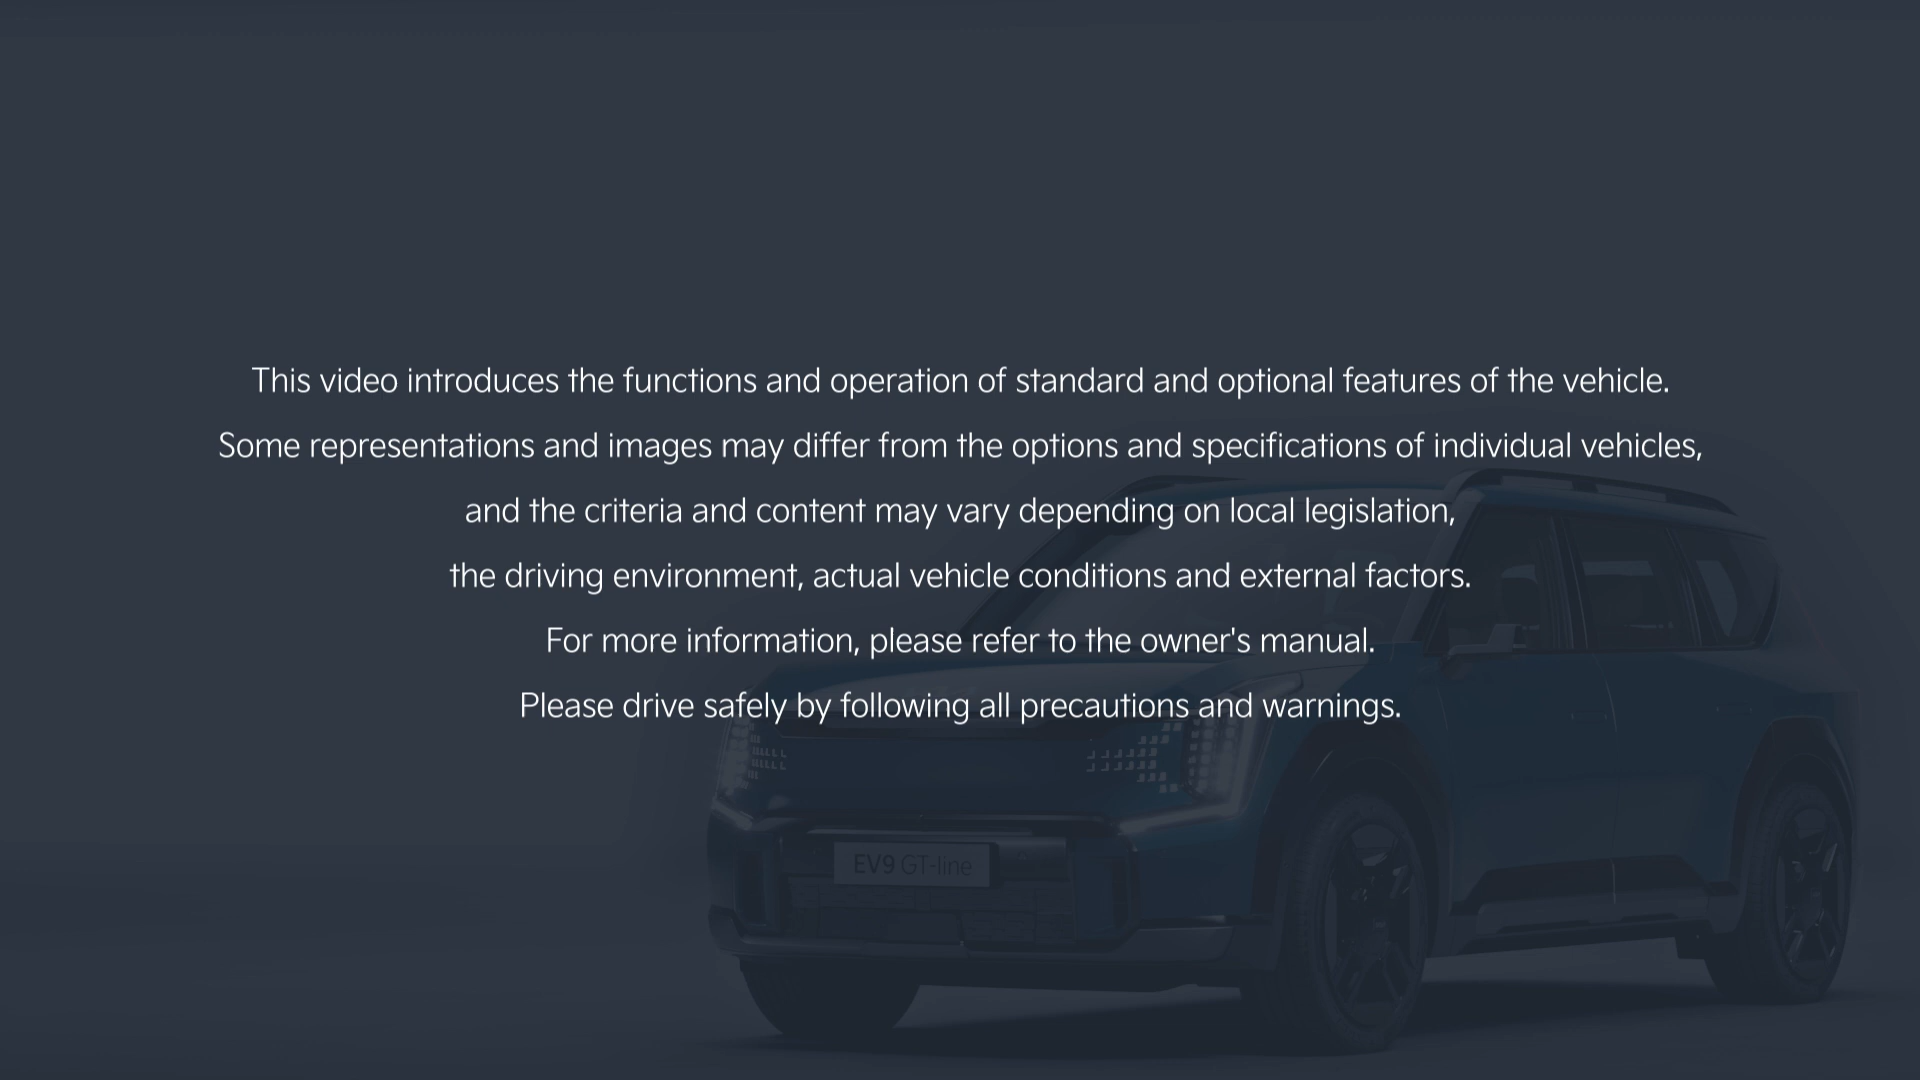 This video introduces the functions and operation of standard and optional features of the vehicle.
Some representations and images may differ from the options and specifications of individual vehicles,
and the criteria and content may vary depending on local legislation,
the driving environment, actual vehicle conditions and external factors.
For more information, please refer to the owner's manual.
Please drive safely by following all precautions and warnings.
EV9 GT-line